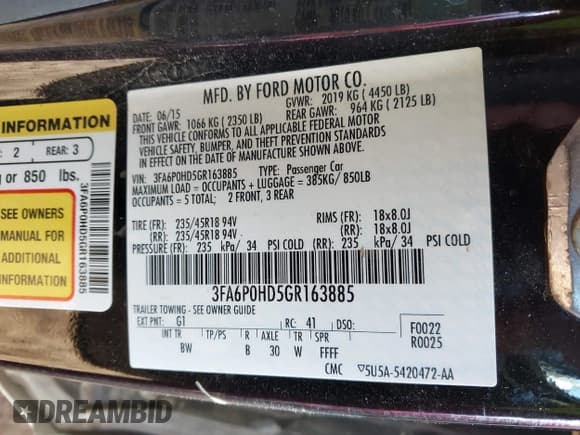 INFORMATION
2 REAR: 3
or 850 lbs.
SEE OWNERS
MANUAL FOR
ADDITIONAL
INFORMATION
3FA6P0HD5GR163885
MFD. BY FORD MOTOR CO.
DATE: 06/15 GVWR: 2019 KG ( 4450 LB)
FRONT GAWR: 1066 KG ( 2350 LB) REAR GAWR: 964 KG ( 2125 LB)
THIS VEHICLE CONFORMS TO ALL APPLICABLE FEDERAL MOTOR
VEHICLE SAFETY, BUMPER, AND THEFT PREVENTION STANDARDS
IN EFFECT ON THE DATE OF MANUFACTURE SHOWN ABOVE.
VIN: 3FA6P0HD5GR163885 TYPE: Passenger Car
MAXIMUM LOAD = OCCUPANTS + LUGGAGE = 385KG/ 850LB
OCCUPANTS = 5 TOTAL; 2 FRONT, 3 REAR
TIRE (FR): 235/45R18 94V RIMS (FR): 18x8.0J
(RR): 235/45R18 94V (RR): 18x8.0J
PRESSURE (FR): 235 kPa/ 34 PSI COLD (RR): 235 kPa/ 34 PSI COLD
3FA6P0HD5GR163885
TRAILER TOWING - SEE OWNER GUIDE
EXT PNT: G1 RC: 41 DSO: F0022
R0025
INT TR TP/PS R AXLE TR SPR
BW B 30 W FFFF
CMC ▽5U5A-5420472-AA
DREAMBID